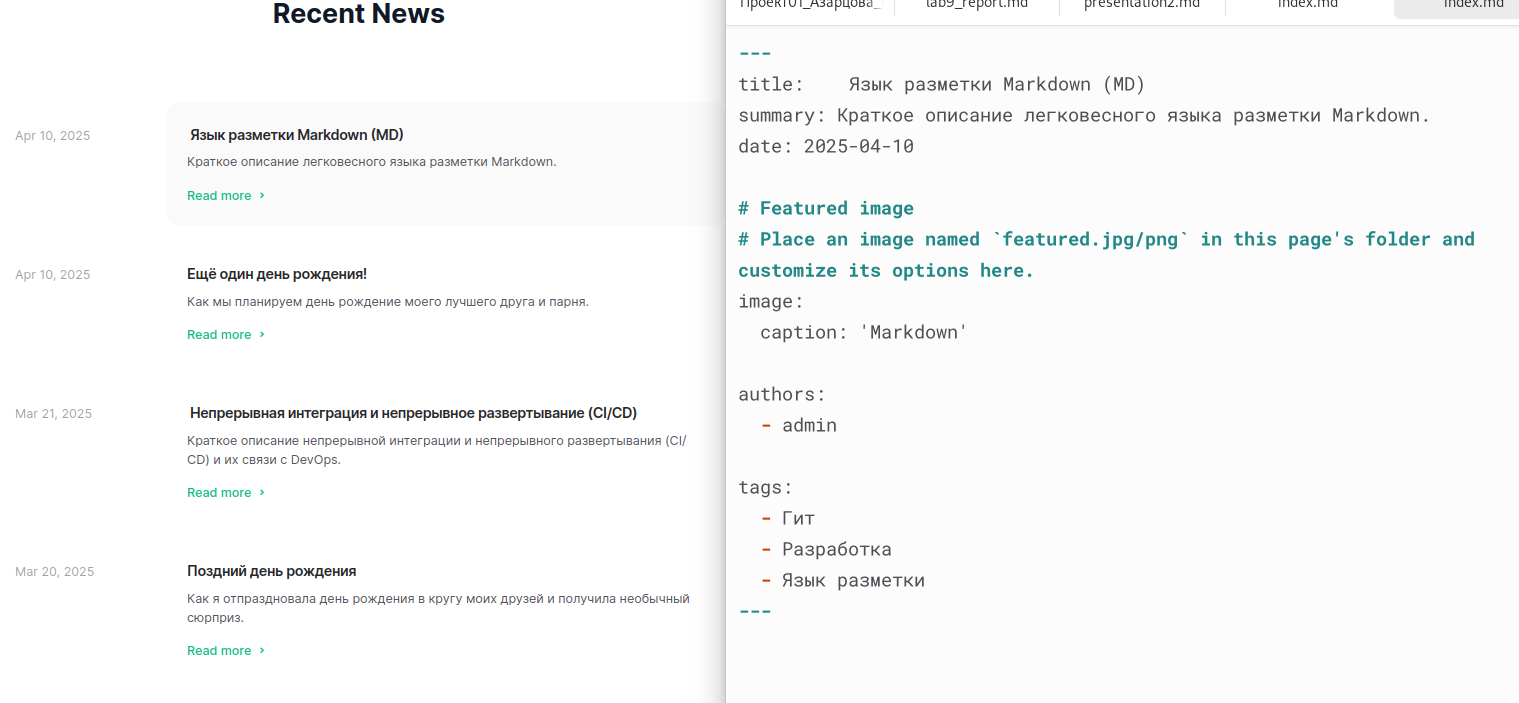 Recent News
Apr 10, 2025
Язык разметки Markdown (MD)
Краткое описание легковесного языка разметки Markdown.
Read more
Apr 10, 2025
Ещё один день рождения!
Как мы планируем день рождение моего лучшего друга и парня.
Read more
Mar 21, 2025
Непрерывная интеграция и непрерывное развертывание (CI/CD)
Краткое описание непрерывной интеграции и непрерывного развертывания (CI/
CD) и их связи с DevOps.
Read more
Mar 20, 2025
Поздний день рождения
Как я отпраздновала день рождения в кругу моих друзей и получила необычный
сюрприз.
Read more
Проект01_Азарцова_
lab9_report.md
presentation2.md
index.md
index.md
---
title:    Язык разметки Markdown (MD)
summary: Краткое описание легковесного языка разметки Markdown.
date: 2025-04-10
# Featured image
# Place an image named `featured.jpg/png` in this page's folder and
customize its options here.
image:
  caption: 'Markdown'
authors:
  - admin
tags:
  - Гит
  - Разработка
  - Язык разметки
---